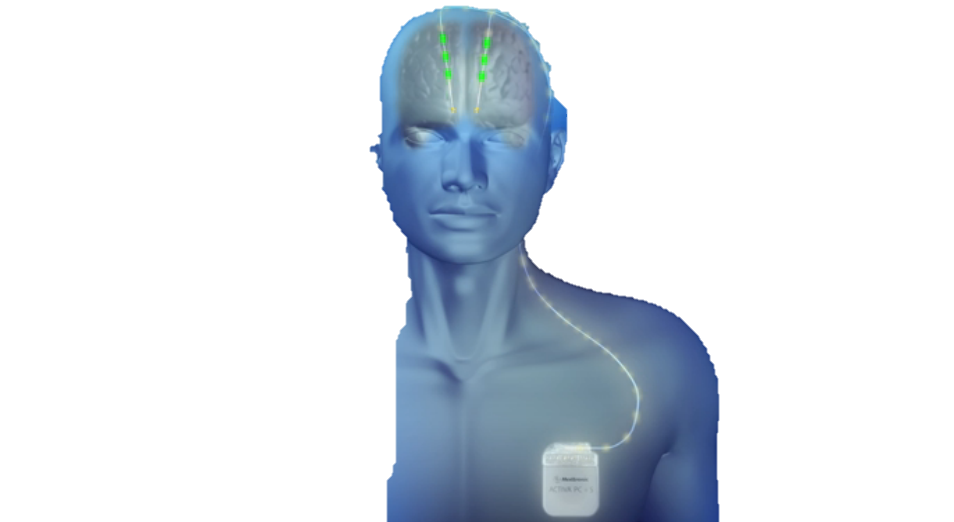 Medtronic
ACTIVA PC + S